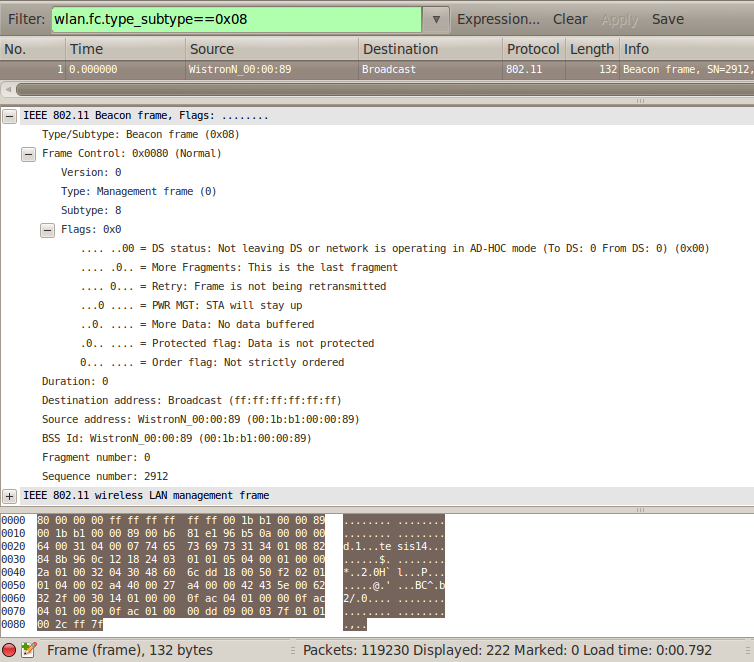 Filter: wlan.fc.type_subtype==0x08 Expression... Clear Apply Save
No. Time Source Destination Protocol Length Info
1 0.000000 WistronN_00:00:89 Broadcast 802.11 132 Beacon frame, SN=2912,
IEEE 802.11 Beacon frame, Flags: ........
Type/Subtype: Beacon frame (0x08)
Frame Control: 0x0080 (Normal)
Version: 0
Type: Management frame (0)
Subtype: 8
Flags: 0x0
.... ..00 = DS status: Not leaving DS or network is operating in AD-HOC mode (To DS: 0 From DS: 0) (0x00)
.... .0.. = More Fragments: This is the last fragment
.... 0... = Retry: Frame is not being retransmitted
...0 .... = PWR MGT: STA will stay up
..0. .... = More Data: No data buffered
.0.. .... = Protected flag: Data is not protected
0... .... = Order flag: Not strictly ordered
Duration: 0
Destination address: Broadcast (ff:ff:ff:ff:ff:ff)
Source address: WistronN_00:00:89 (00:1b:b1:00:00:89)
BSS Id: WistronN_00:00:89 (00:1b:b1:00:00:89)
Fragment number: 0
Sequence number: 2912
IEEE 802.11 wireless LAN management frame
0000 80 00 00 00 ff ff ff ff ff ff 00 1b b1 00 00 89 ........ ........
0010 00 1b b1 00 00 89 00 b6 81 e1 96 b5 0a 00 00 00 ........ ........
0020 64 00 31 04 00 07 74 65 73 69 73 31 34 01 08 82 d.1...te sis14...
0030 84 8b 96 0c 12 18 24 03 01 01 05 04 00 01 00 00 ......$. ........
0040 2a 01 00 32 04 30 48 60 6c dd 18 00 50 f2 02 01 *..2.0H` l...P...
0050 01 04 00 02 a4 40 00 27 a4 00 00 42 43 5e 00 62 .....@.' ...BC^.b
0060 32 2f 00 30 14 01 00 00 0f ac 04 01 00 00 0f ac 2/.0.... ........
0070 04 01 00 00 0f ac 01 00 00 dd 09 00 03 7f 01 01 ........ ........
0080 00 2c ff 7f .,..
Frame (frame), 132 bytes Packets: 119230 Displayed: 222 Marked: 0 Load time: 0:00.792